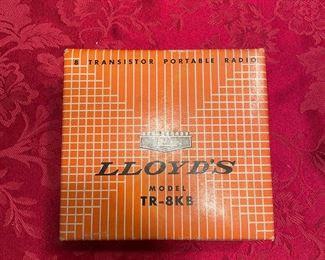 8 TRANSISTOR PORTABLE RADIO
LLOYD'S
MODEL
TR-8KB